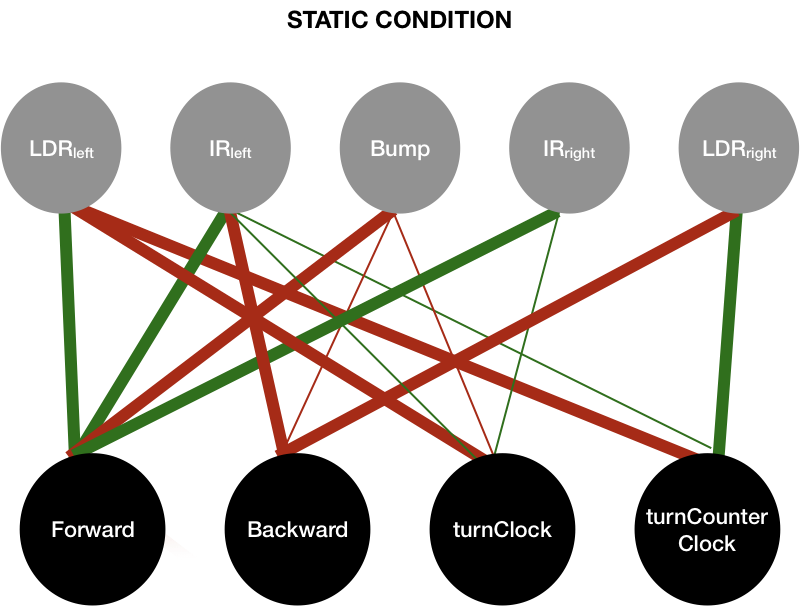 STATIC CONDITION
LDRleft
IRleft
Bump
IRright
LDRright
Forward
Backward
turnClock
turnCounter
Clock